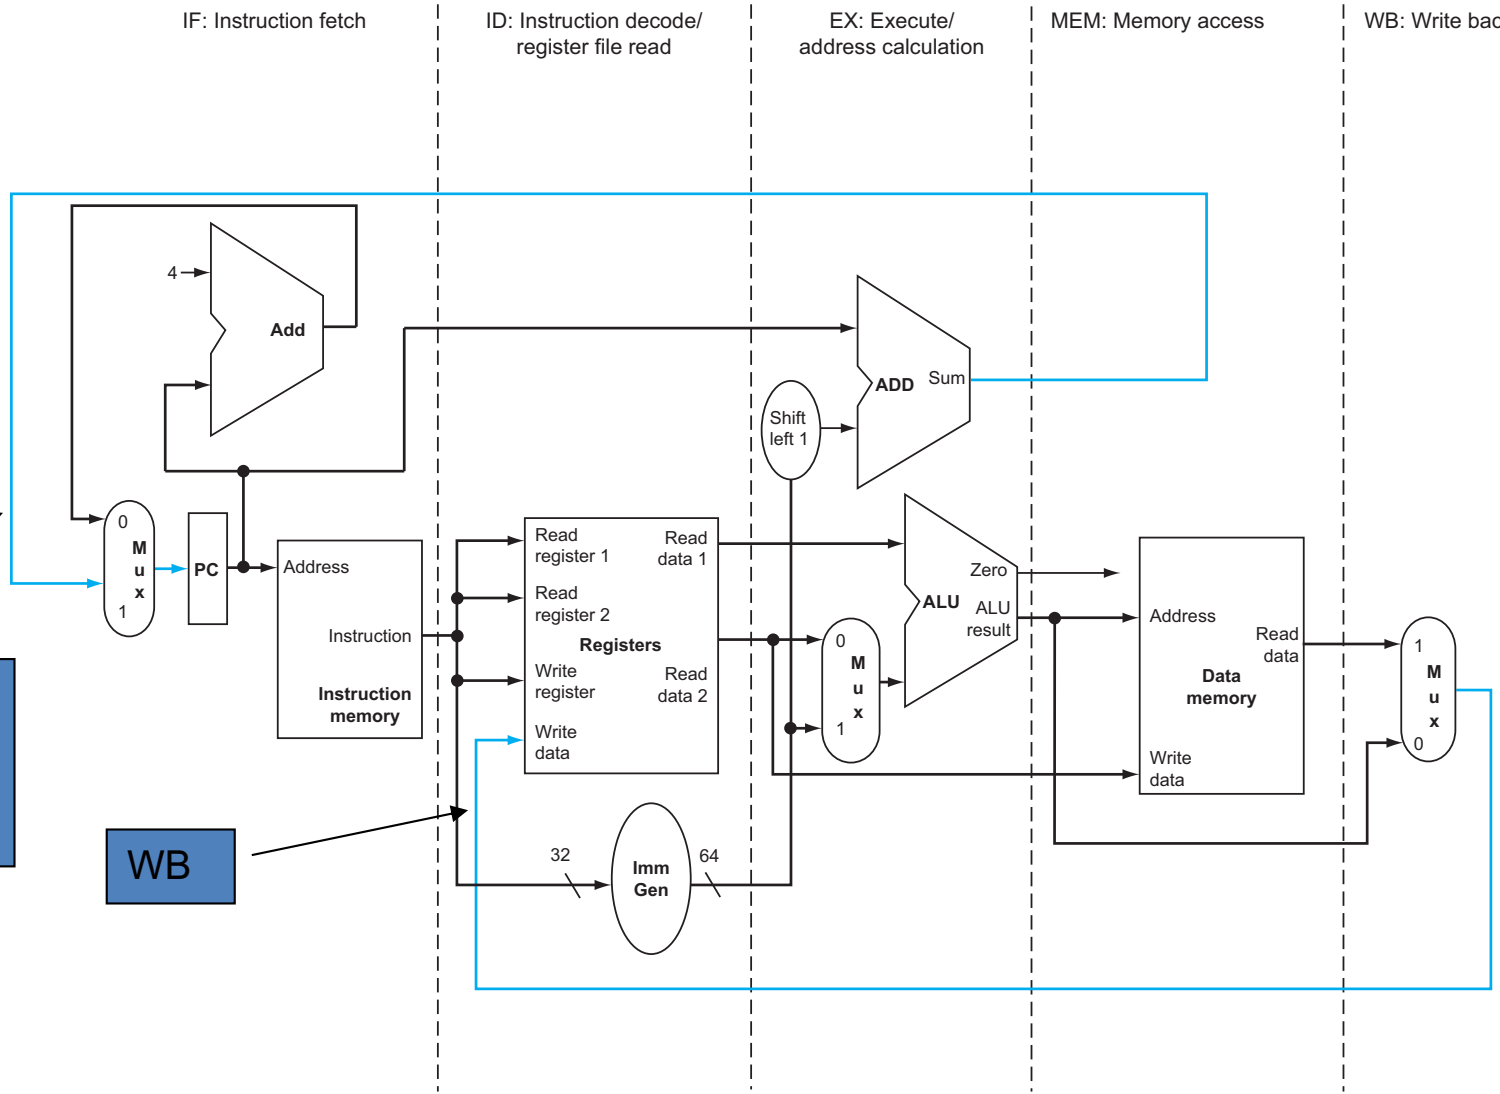 IF: Instruction fetch
ID: Instruction decode/
register file read
EX: Execute/
address calculation
MEM: Memory access
WB: Write bac
4
Add
ADD
Sum
Shift
left 1
0
M
u
x
1
PC
Address
Instruction
Instruction
memory
Read
register 1
Read
data 1
Read
register 2
Registers
Write
register
Read
data 2
Write
data
Zero
ALU
ALU
result
0
M
u
x
1
Address
Read
data
Data
memory
Write
data
1
M
u
x
0
WB
32
Imm
Gen
64